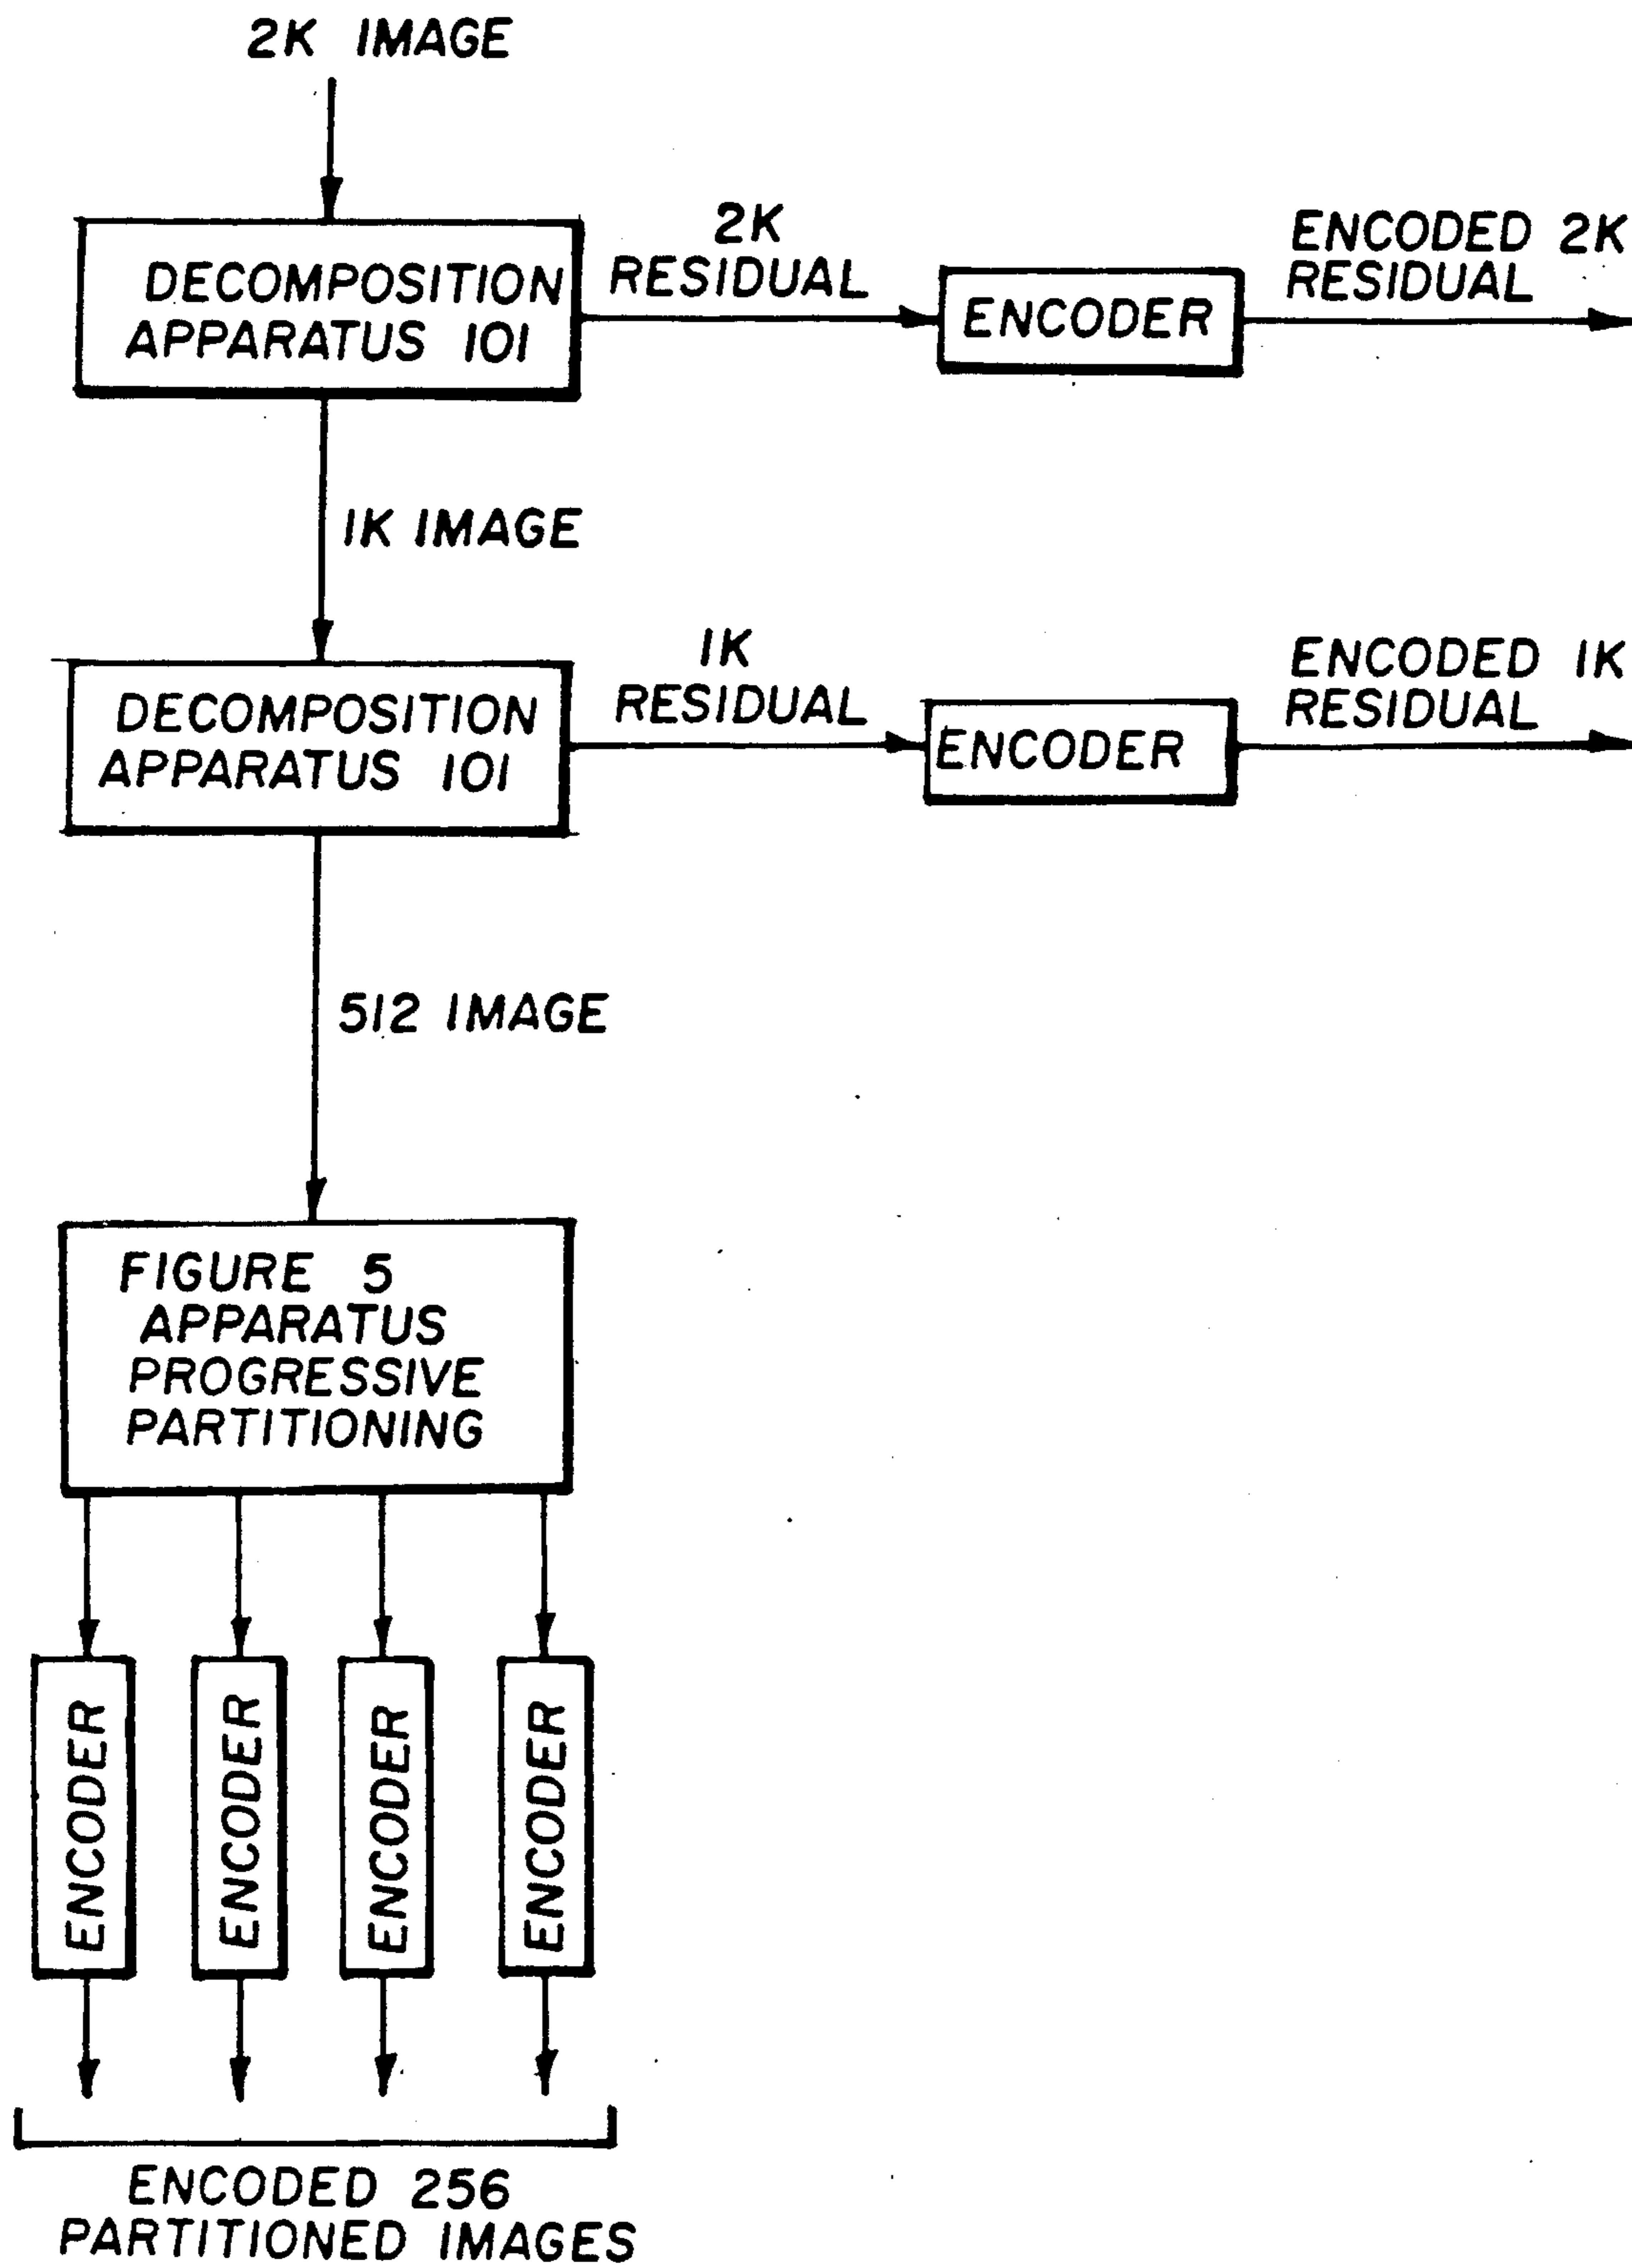 2K IMAGE
DECOMPOSITION
APPARATUS 101
2K
RESIDUAL
ENCODER
ENCODED 2K
RESIDUAL
1K IMAGE
DECOMPOSITION
APPARATUS 101
1K
RESIDUAL
ENCODER
ENCODED 1K
RESIDUAL
512 IMAGE
FIGURE 5
APPARATUS
PROGRESSIVE
PARTITIONING
ENCODER
ENCODER
ENCODER
ENCODER
ENCODED 256
PARTITIONED IMAGES